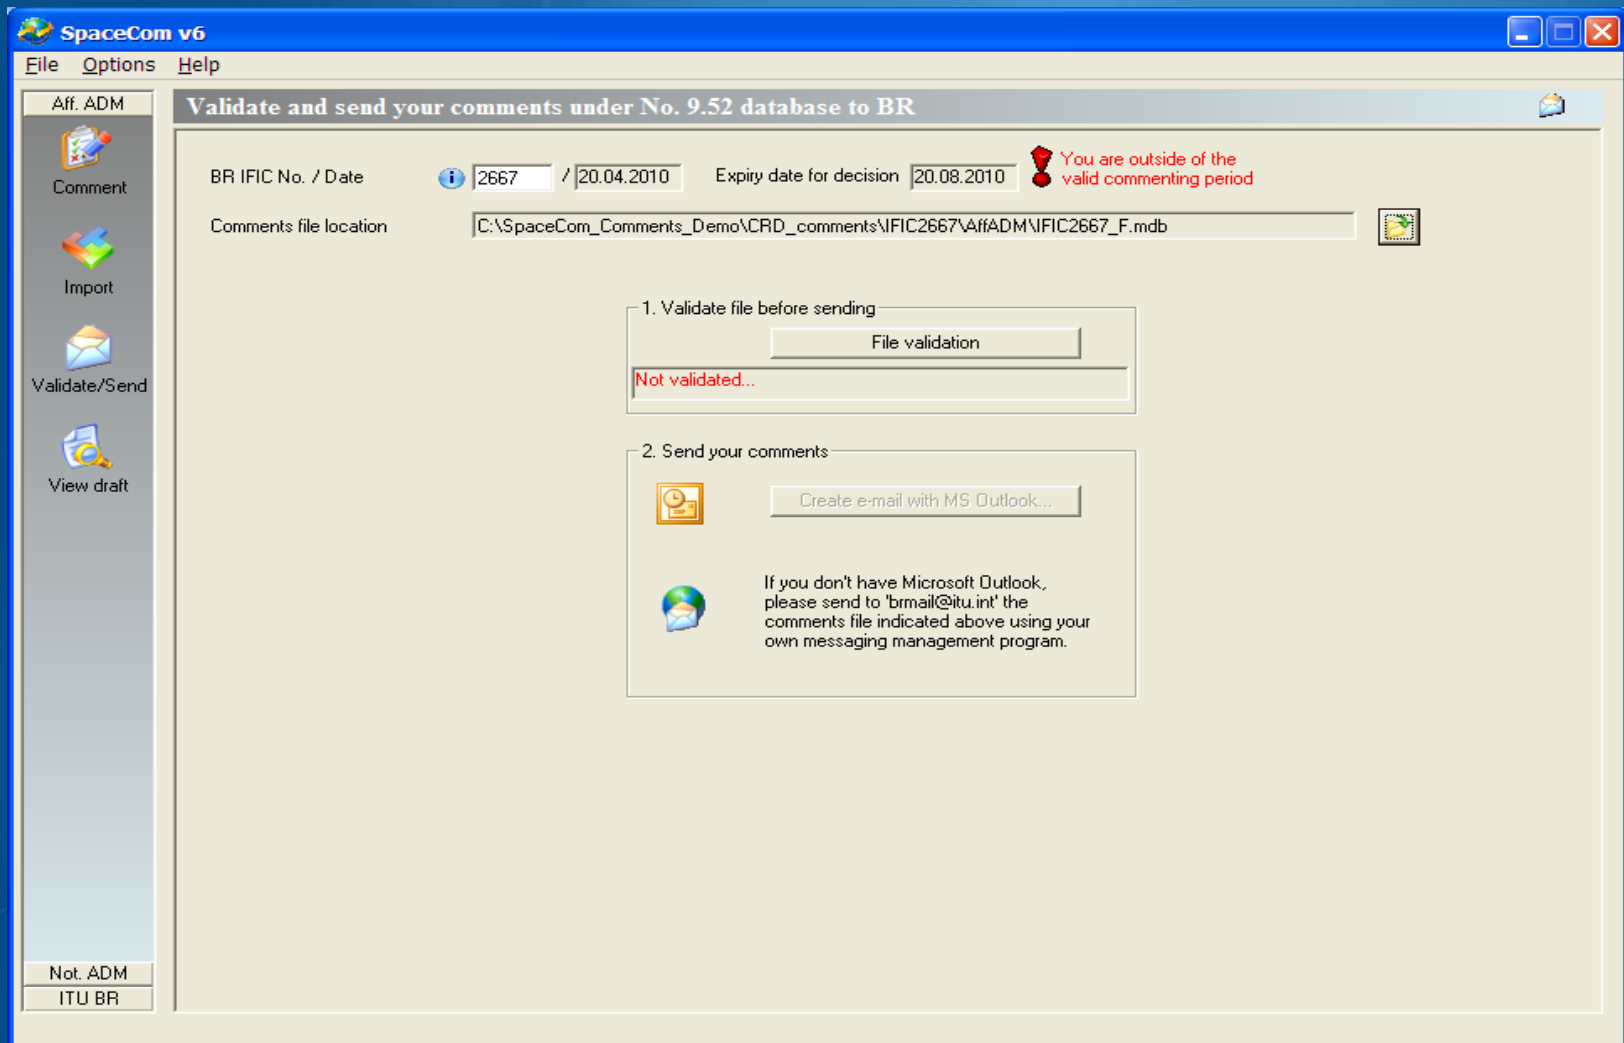 SpaceCom v6
File Options Help
Aff. ADM
Comment
Import
Validate/Send
View draft
Not. ADM
ITU BR
Validate and send your comments under No. 9.52 database to BR
BR IFIC No. / Date 2667 / 20.04.2010 Expiry date for decision 20.08.2010
You are outside of the
valid commenting period
Comments file location C:\SpaceCom_Comments_Demo\CRD_comments\IFIC2667\AffADM\IFIC2667_F.mdb
1. Validate file before sending
File validation
Not validated...
2. Send your comments
Create e-mail with MS Outlook...
If you don't have Microsoft Outlook,
please send to 'brmail@itu.int' the
comments file indicated above using your
own messaging management program.